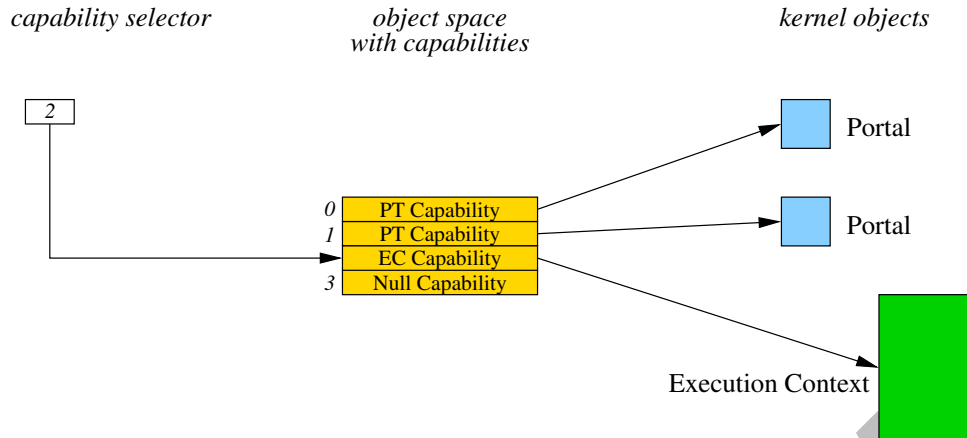 capability selector
object space
with capabilities
kernel objects
2
Portal
0 PT Capability
1 PT Capability
Portal
EC Capability
3 Null Capability
Execution Context